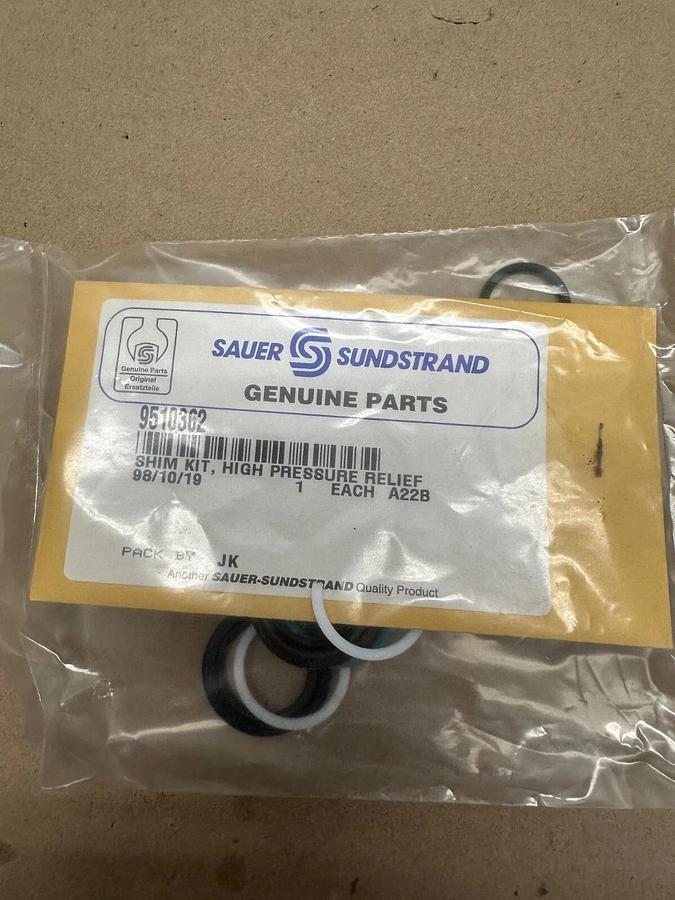 Genuine Parts
Original
Ersatzteile
SAUER SUNDSTRAND
GENUINE PARTS
9510362
SHIM KIT, HIGH PRESSURE RELIEF
98/10/19 1 EACH A22B
PACK BY JK
Another SAUER-SUNDSTRAND Quality Product